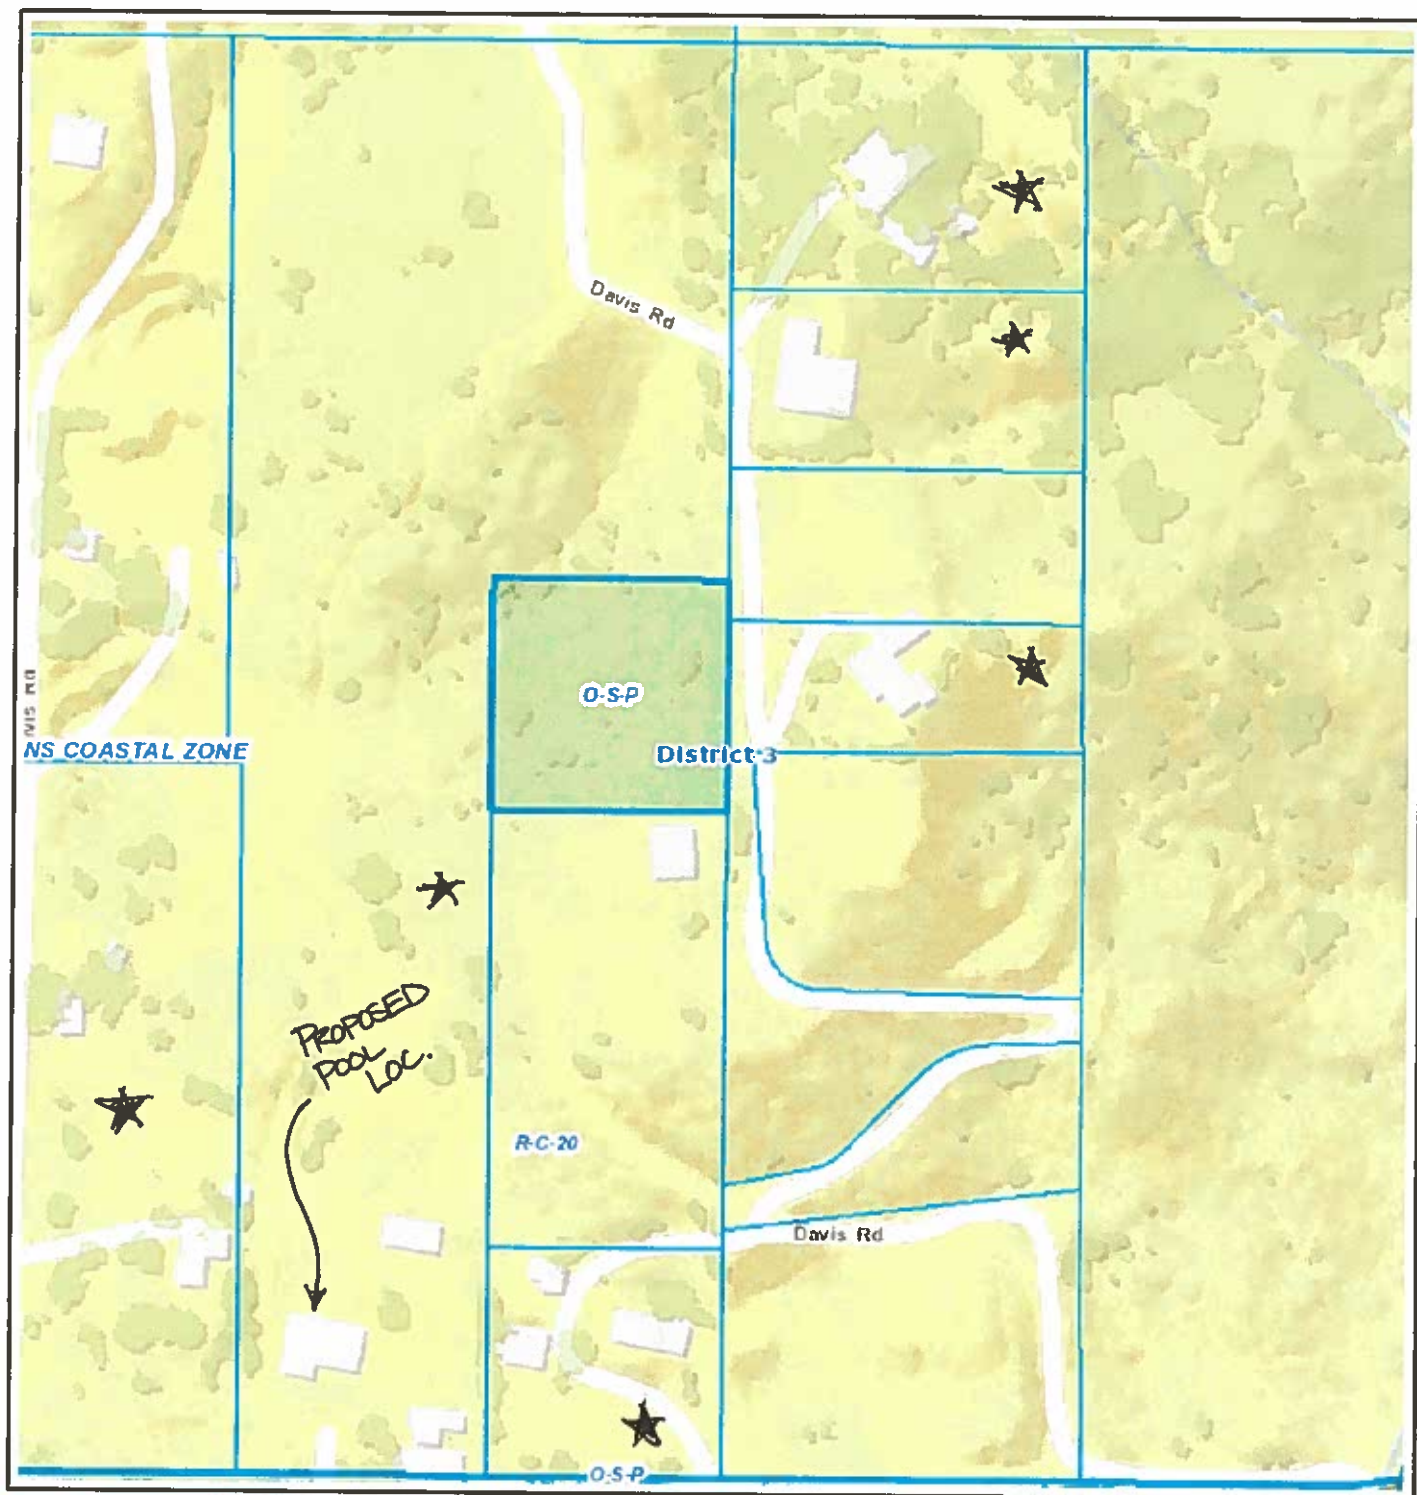 Davis Rd
O-S-P
vis Rd
NS COASTAL ZONE
District 3
PROPOSED
POOL
LOC.
R-C-20
Davis Rd
O-S-P